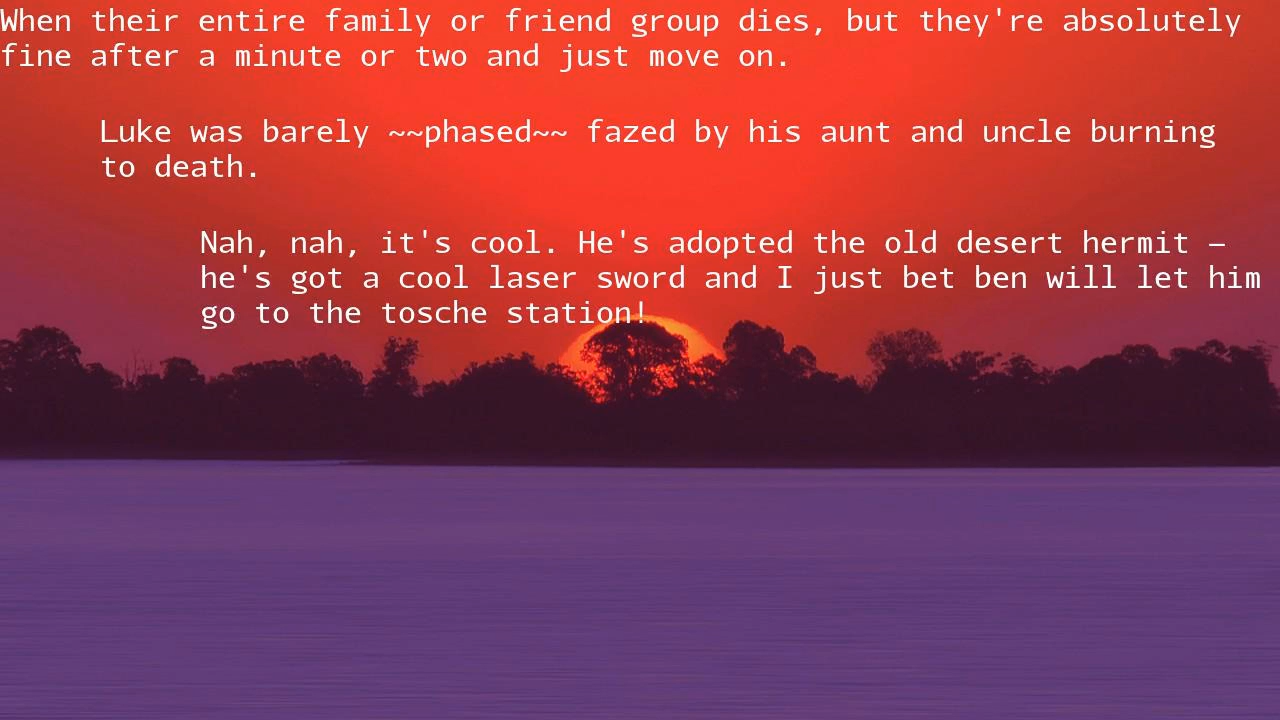 When their entire family or friend group dies, but they're absolutely
fine after a minute or two and just move on.
Luke was barely ~~phased~~ fazed by his aunt and uncle burning
to death.
Nah, nah, it's cool. He's adopted the old desert hermit —
he's got a cool laser sword and I just bet ben will let him
go to the tosche station!